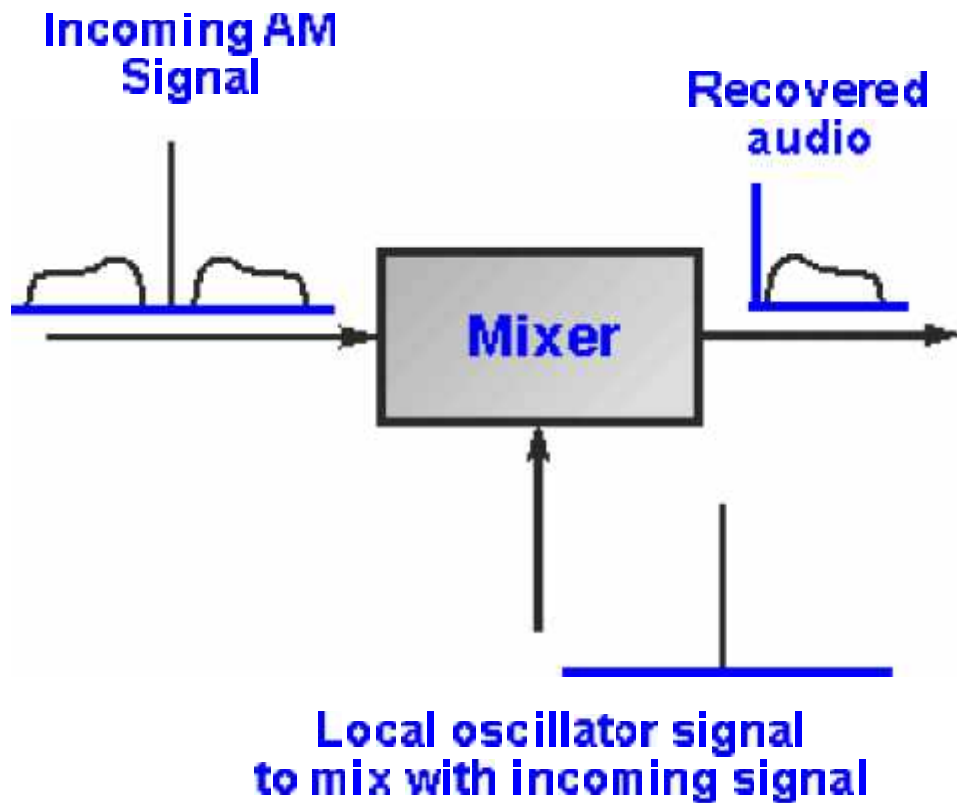 Incoming AM
Signal
Recovered
audio
Mixer
Local oscillator signal
to mix with incoming signal